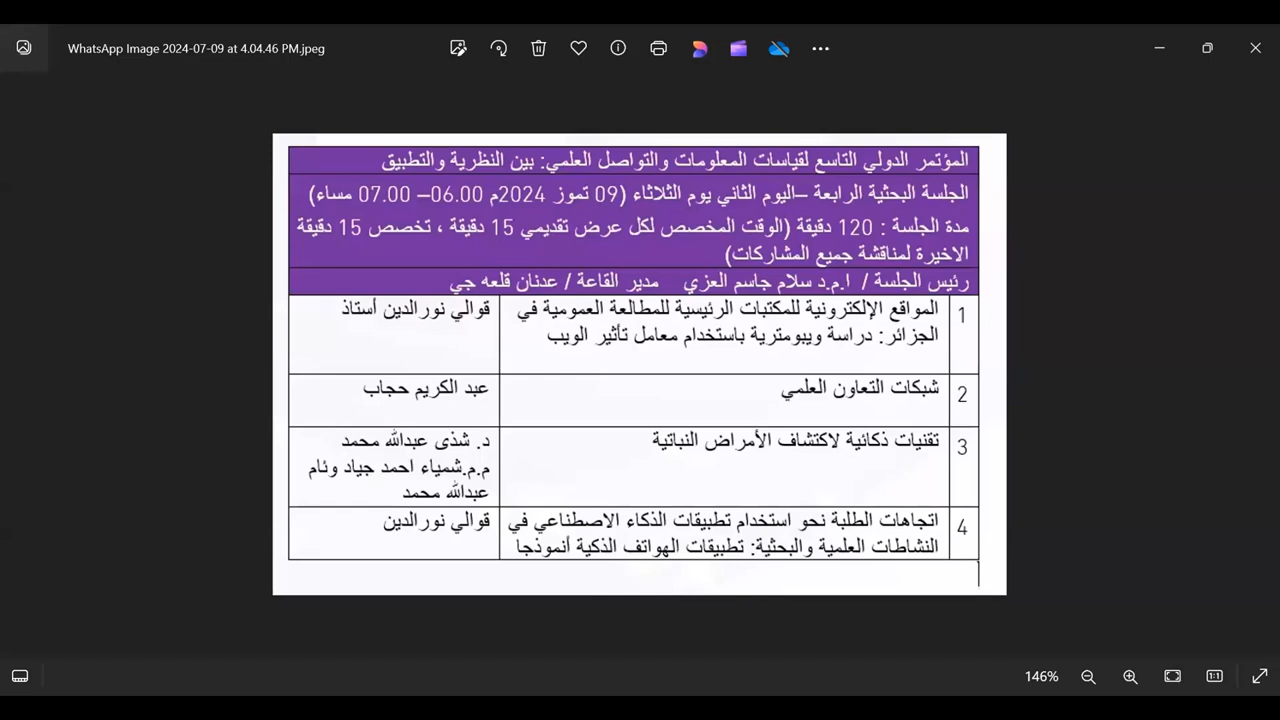 WhatsApp Image 2024-07-09 at 4.04.46 PM.jpeg
المؤتمر الدولي التاسع لقياسات المعلومات والتواصل العلمي: بين النظرية والتطبيق
الجلسة البحثية الرابعة –اليوم الثاني يوم الثلاثاء (09 تموز 2024م 06.00– 07.00 مساء)
مدة الجلسة : 120 دقيقة (الوقت المخصص لكل عرض تقديمي 15 دقيقة ، تخصص 15 دقيقة
الاخيرة لمناقشة جميع المشاركات)
رئيس الجلسة / ا.م.د سلام جاسم العزي مدير القاعة / عدنان قلعه جي
1 المواقع الإلكترونية للمكتبات الرئيسية للمطالعة العمومية في قوالي نورالدين أستاذ
الجزائر: دراسة ويبومترية باستخدام معامل تأثير الويب
2 شبكات التعاون العلمي عبد الكريم حجاب
3 تقنيات ذكائية لاكتشاف الأمراض النباتية د. شذى عبدالله محمد
م.م.شمياء احمد جياد وئام
عبدالله محمد
4 اتجاهات الطلبة نحو استخدام تطبيقات الذكاء الاصطناعي في قوالي نورالدين
النشاطات العلمية والبحثية: تطبيقات الهواتف الذكية أنموذجا
146%
1:1